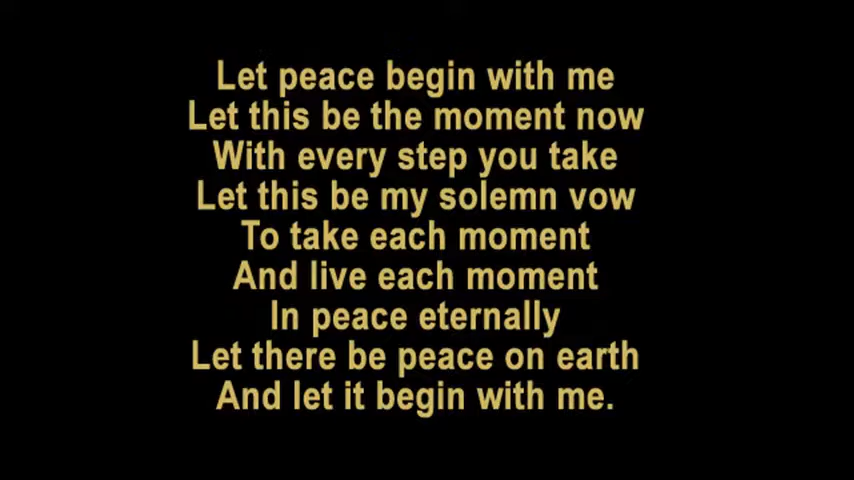 Let peace begin with me
Let this be the moment now
With every step you take
Let this be my solemn vow
To take each moment
And live each moment
In peace eternally
Let there be peace on earth
And let it begin with me.